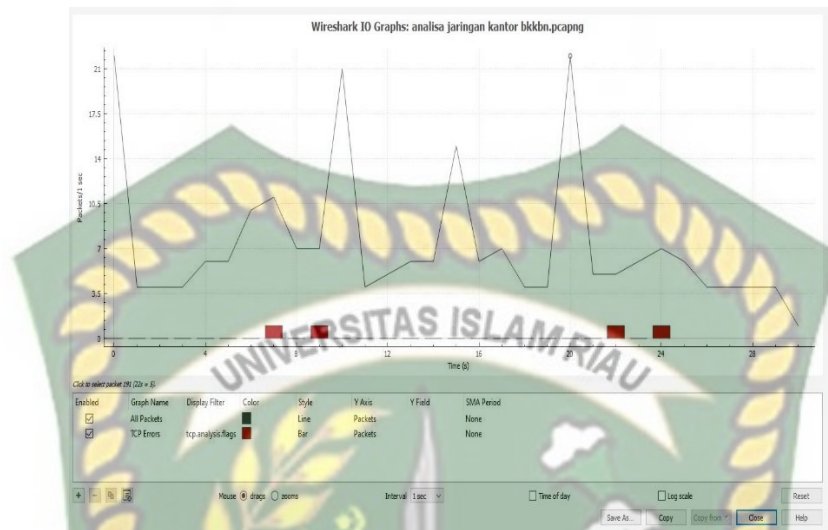 Wireshark IO Graphs: analisa jaringan kantor bkkbn.pcapng
Packets/1 sec
21
17.5
14
10.5
7
3.5
0
0 4 12 16 20 24 28
Time (s)
UNIVERSITAS ISLAM RIAU
Click to select packet 191 (22s = 5).
Enabled Graph Name Display Filter Color Style Y Axis Y Field SMA Period
All Packets Line Packets None
TCP Errors tcp.analysis.flags Bar Packets None
+ - Mouse drags zooms Interval 1 sec Time of day Log scale Reset
Save As... Copy Copy from Close Help